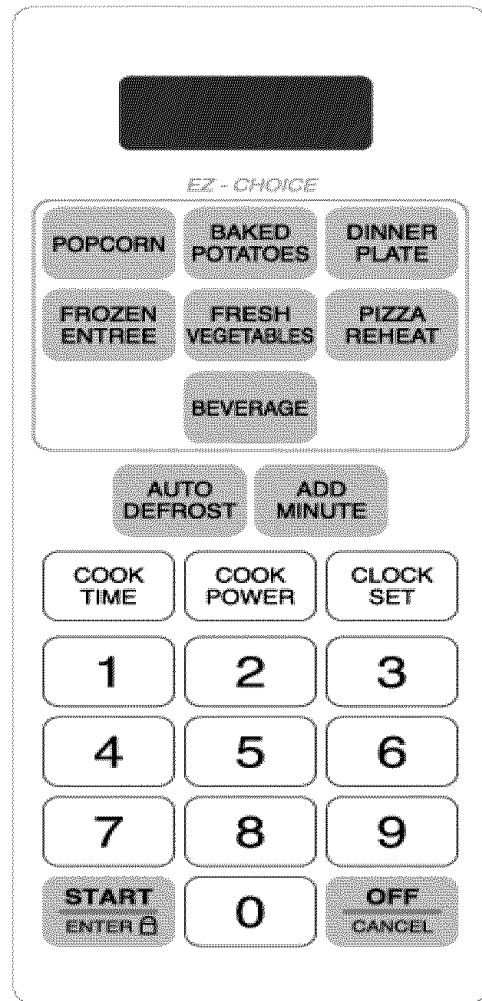 EZ - CHOICE
POPCORN
BAKED
POTATOES
DINNER
PLATE
FROZEN
ENTREE
FRESH
VEGETABLES
PIZZA
REHEAT
BEVERAGE
AUTO
DEFROST
ADD
MINUTE
COOK
TIME
COOK
POWER
CLOCK
SET
1
2
3
4
5
6
7
8
9
START
ENTER
0
OFF
CANCEL